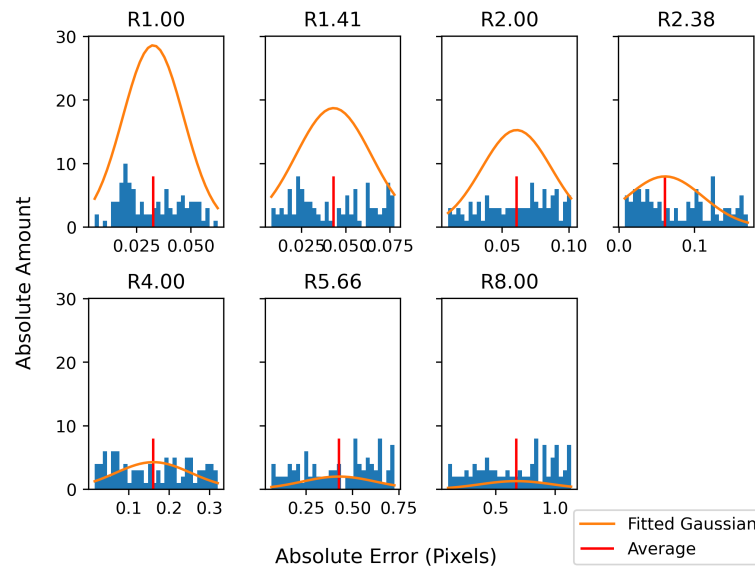 R1.00 R1.41 R2.00 R2.38
30
20
10
0
0.025 0.050 0.025 0.050 0.075 0.06 0.10 0.0 0.1
Absolute Amount
R4.00 R5.66 R8.00
30
20
10
0
0.1 0.2 0.3 0.25 0.50 0.75 0.5 1.0
Absolute Error (Pixels)
Fitted Gaussian
Average